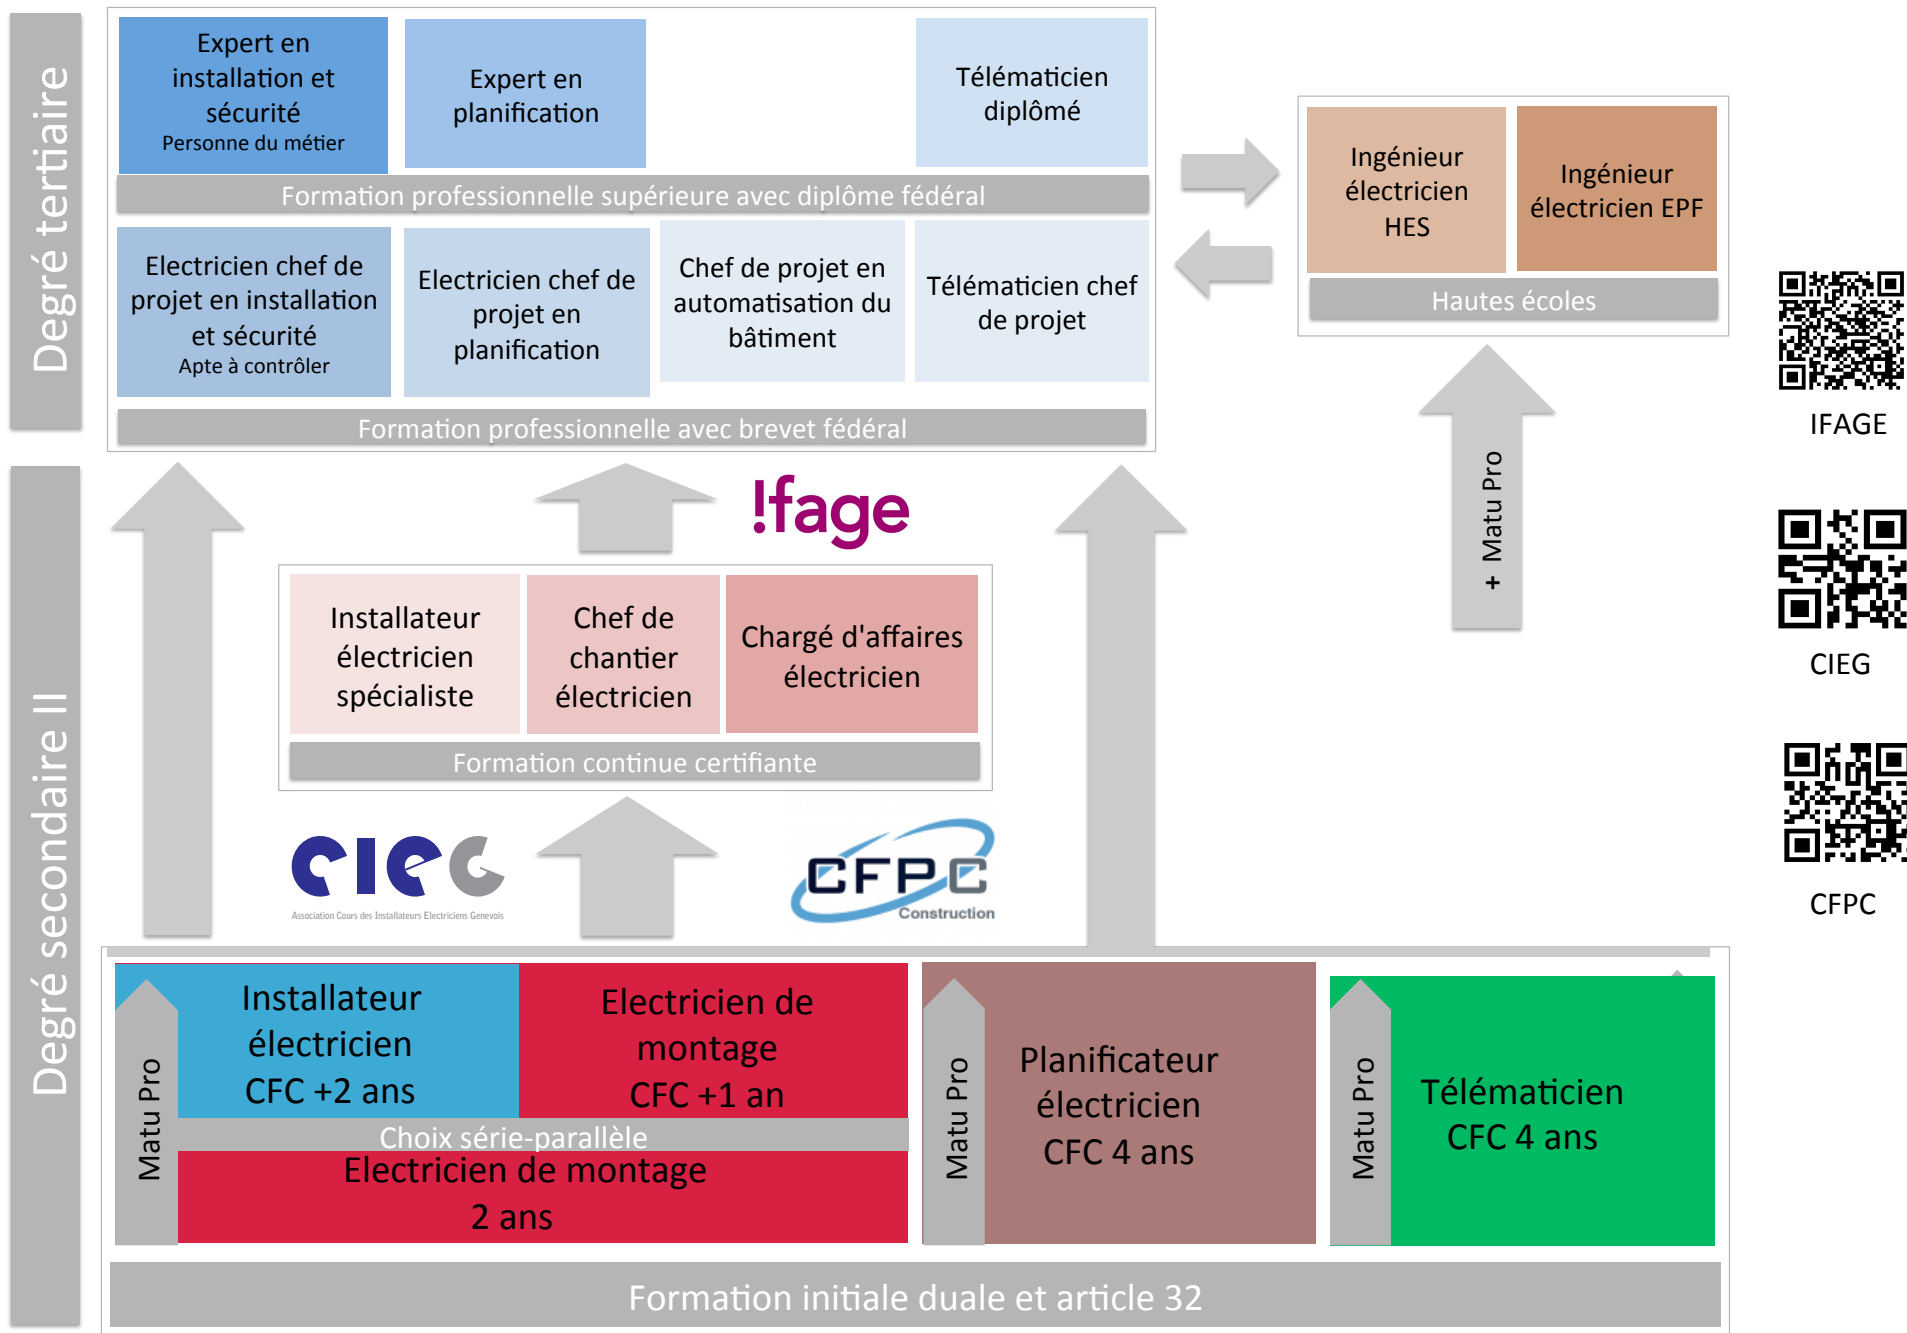 Degré tertiaire
Expert en
installation et
sécurité
Personne du métier
Expert en
planification
Télématicien
diplômé
Formation professionnelle supérieure avec diplôme fédéral
Electricien chef de
projet en installation
et sécurité
Apte à contrôler
Electricien chef de
projet en
planification
Chef de projet en
automatisation du
bâtiment
Télématicien chef
de projet
Formation professionnelle avec brevet fédéral
Ingénieur
électricien
HES
Ingénieur
électricien EPF
Hautes écoles
IFAGE
+ Matu Pro
CIEG
CFPC
Degré secondaire II
!fage
Installateur
électricien
spécialiste
Chef de
chantier
électricien
Chargé d'affaires
électricien
Formation continue certifiante
CIEG
Association Cours des Installateurs Electriciens Genevois
CFPC
Construction
Matu Pro
Installateur
électricien
CFC +2 ans
Electricien de
montage
CFC +1 an
Choix série-parallèle
Electricien de montage
2 ans
Matu Pro
Planificateur
électricien
CFC 4 ans
Matu Pro
Télématicien
CFC 4 ans
Formation initiale duale et article 32